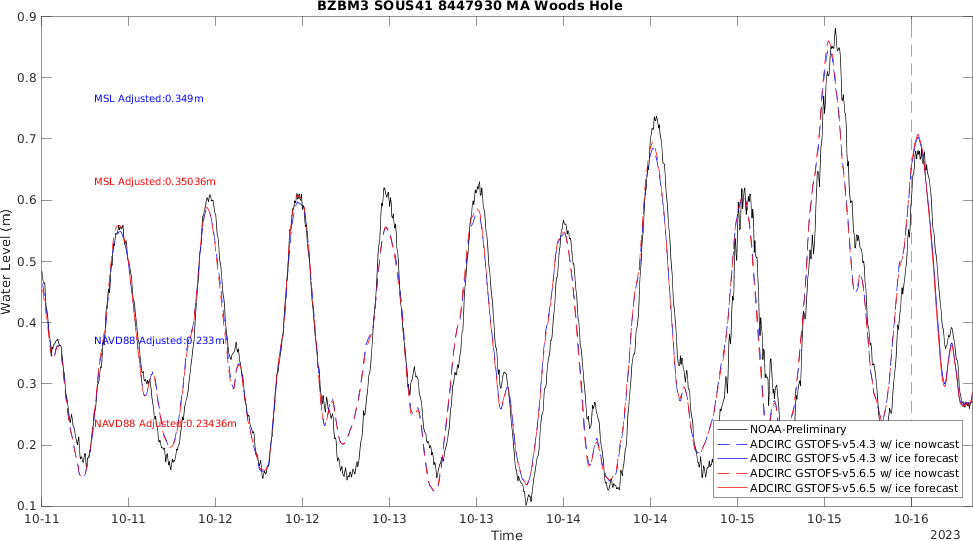 BZBM3 SOUS41 8447930 MA Woods Hole
0.9
0.8
0.7
0.6
0.5
0.4
0.3
0.2
0.1
Water Level (m)
MSL Adjusted:0.349m
MSL Adjusted:0.35036m
NAVD88 Adjusted:0.233m
NAVD88 Adjusted:0.23436m
NOAA-Preliminary
ADCIRC GSTOFS-v5.4.3 w/ ice nowcast
ADCIRC GSTOFS-v5.4.3 w/ ice forecast
ADCIRC GSTOFS-v5.6.5 w/ ice nowcast
ADCIRC GSTOFS-v5.6.5 w/ ice forecast
10-11 10-11 10-12 10-12 10-13 10-13 10-14 10-14 10-15 10-15 10-16
2023
Time